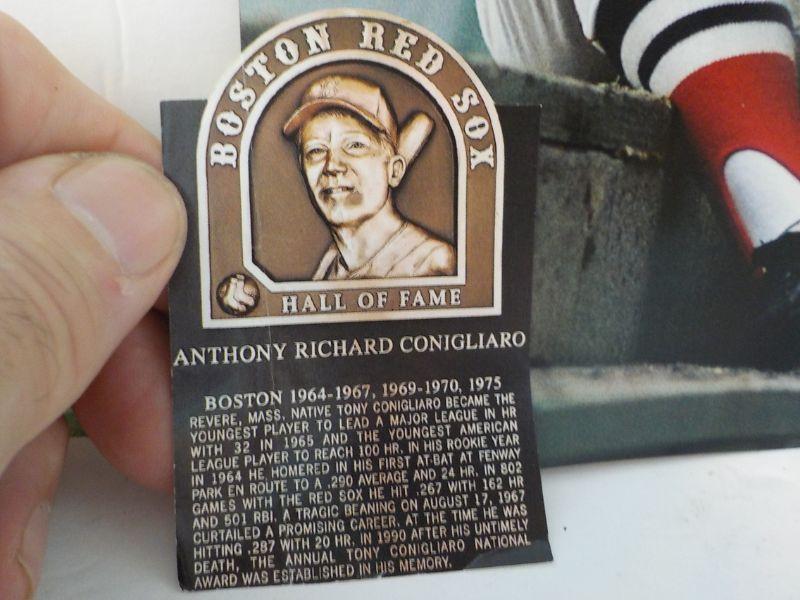 BOSTON RED SOX
HALL OF FAME
ANTHONY RICHARD CONIGLIARO
BOSTON 1964-1967, 1969-1970, 1975
REVERE, MASS. NATIVE TONY CONIGLIARO BECAME THE
YOUNGEST PLAYER TO LEAD A MAJOR LEAGUE IN HR
WITH 32 IN 1965 AND THE YOUNGEST AMERICAN
LEAGUE PLAYER TO REACH 100 HR. IN HIS ROOKIE YEAR
IN 1964 HE HOMERED IN HIS FIRST AT-BAT AT FENWAY
PARK EN ROUTE TO A .290 AVERAGE AND 24 HR. IN 802
GAMES WITH THE RED SOX HE HIT .267 WITH 162 HR
AND 501 RBI. A TRAGIC BEANING ON AUGUST 17, 1967
CURTAILED A PROMISING CAREER. AT THE TIME HE WAS
HITTING .287 WITH 20 HR. IN 1990 AFTER HIS UNTIMELY
DEATH, THE ANNUAL TONY CONIGLIARO NATIONAL
AWARD WAS ESTABLISHED IN HIS MEMORY.